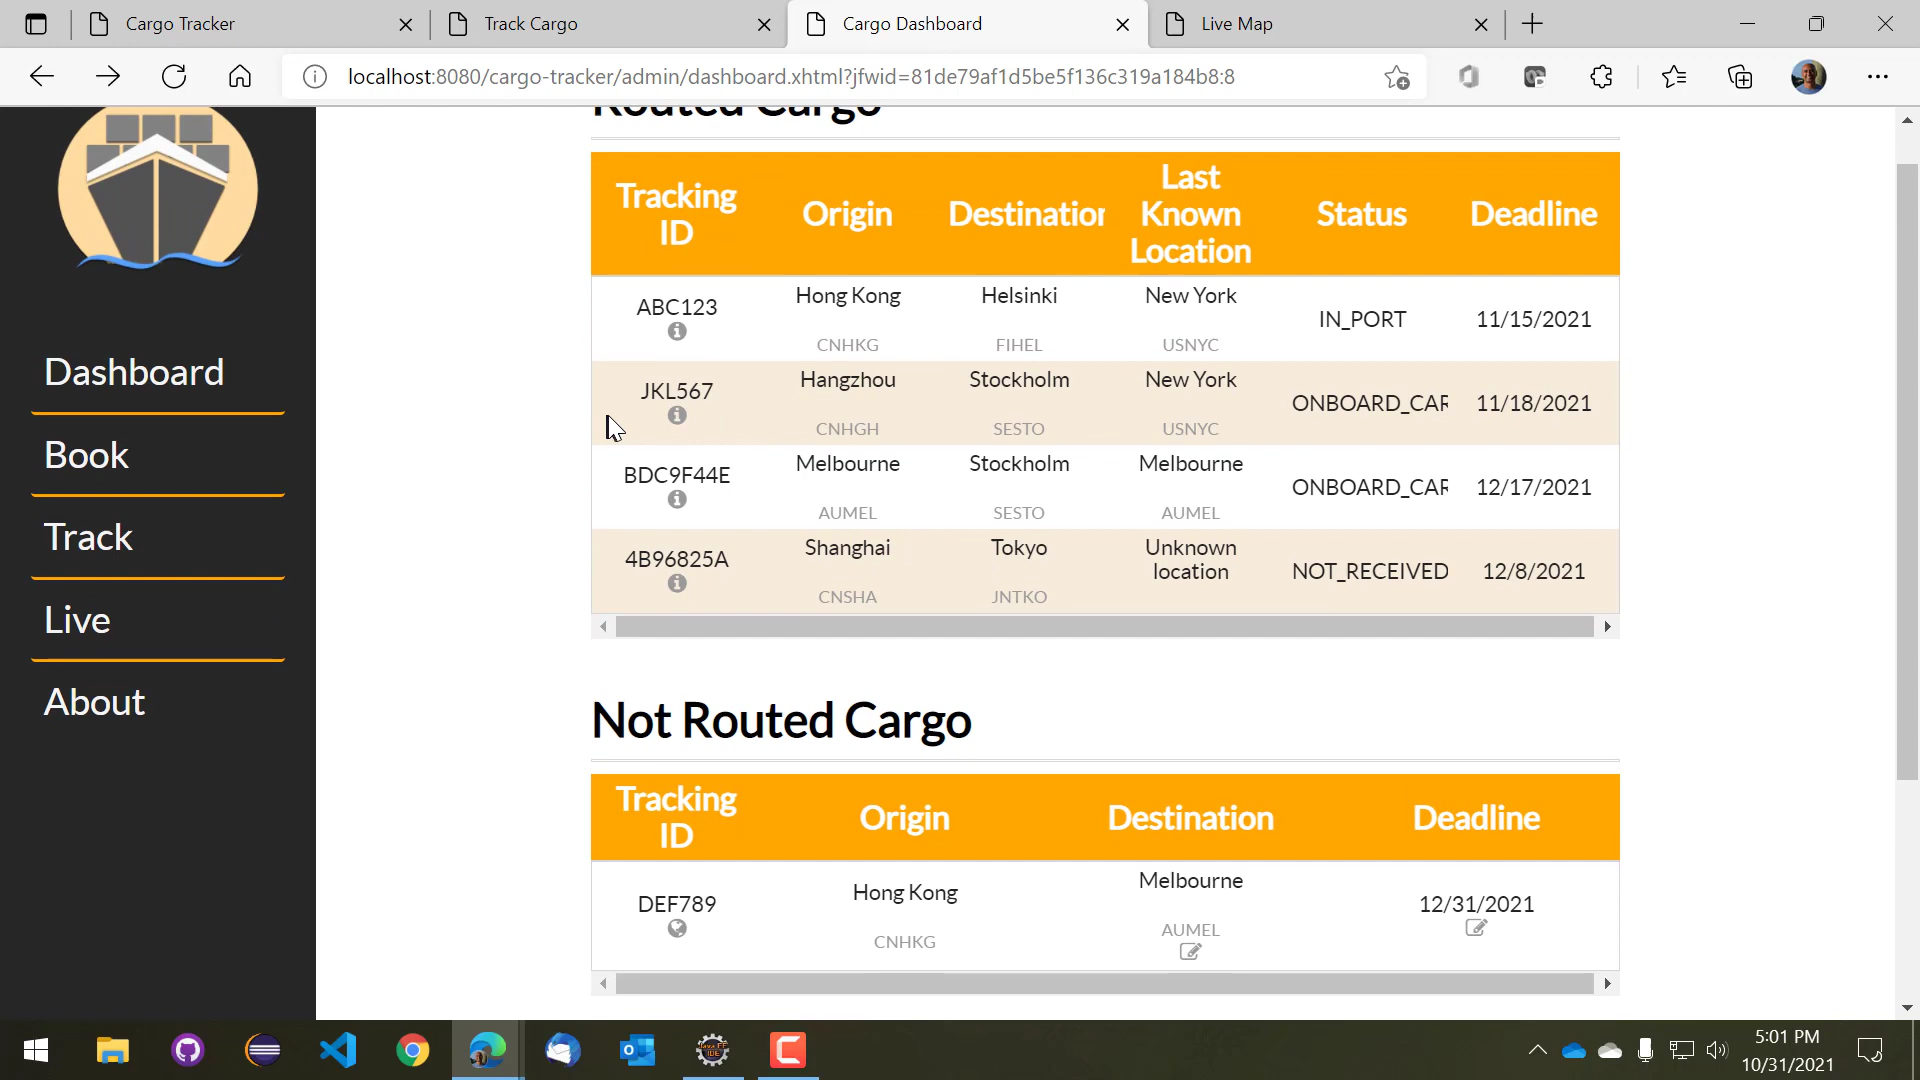 Cargo Tracker
Track Cargo
Cargo Dashboard
Live Map
localhost:8080/cargo-tracker/admin/dashboard.xhtml?jfwid=81de79af1d5be5f136c319a184b8:8
Dashboard
Book
Track
Live
About
Routed Cargo
Tracking
ID
Origin
Destination
Last
Known
Location
Status
Deadline
ABC123
Hong Kong
CNHKG
Helsinki
FIHEL
New York
USNYC
IN_PORT
11/15/2021
JKL567
Hangzhou
CNHGH
Stockholm
SESTO
New York
USNYC
ONBOARD_CAR
11/18/2021
BDC9F44E
Melbourne
AUMEL
Stockholm
SESTO
Melbourne
AUMEL
ONBOARD_CAR
12/17/2021
4B96825A
Shanghai
CNSHA
Tokyo
JNTKO
Unknown
location
NOT_RECEIVED
12/8/2021
Not Routed Cargo
Tracking
ID
Origin
Destination
Deadline
DEF789
Hong Kong
CNHKG
Melbourne
AUMEL
12/31/2021
5:01 PM
10/31/2021